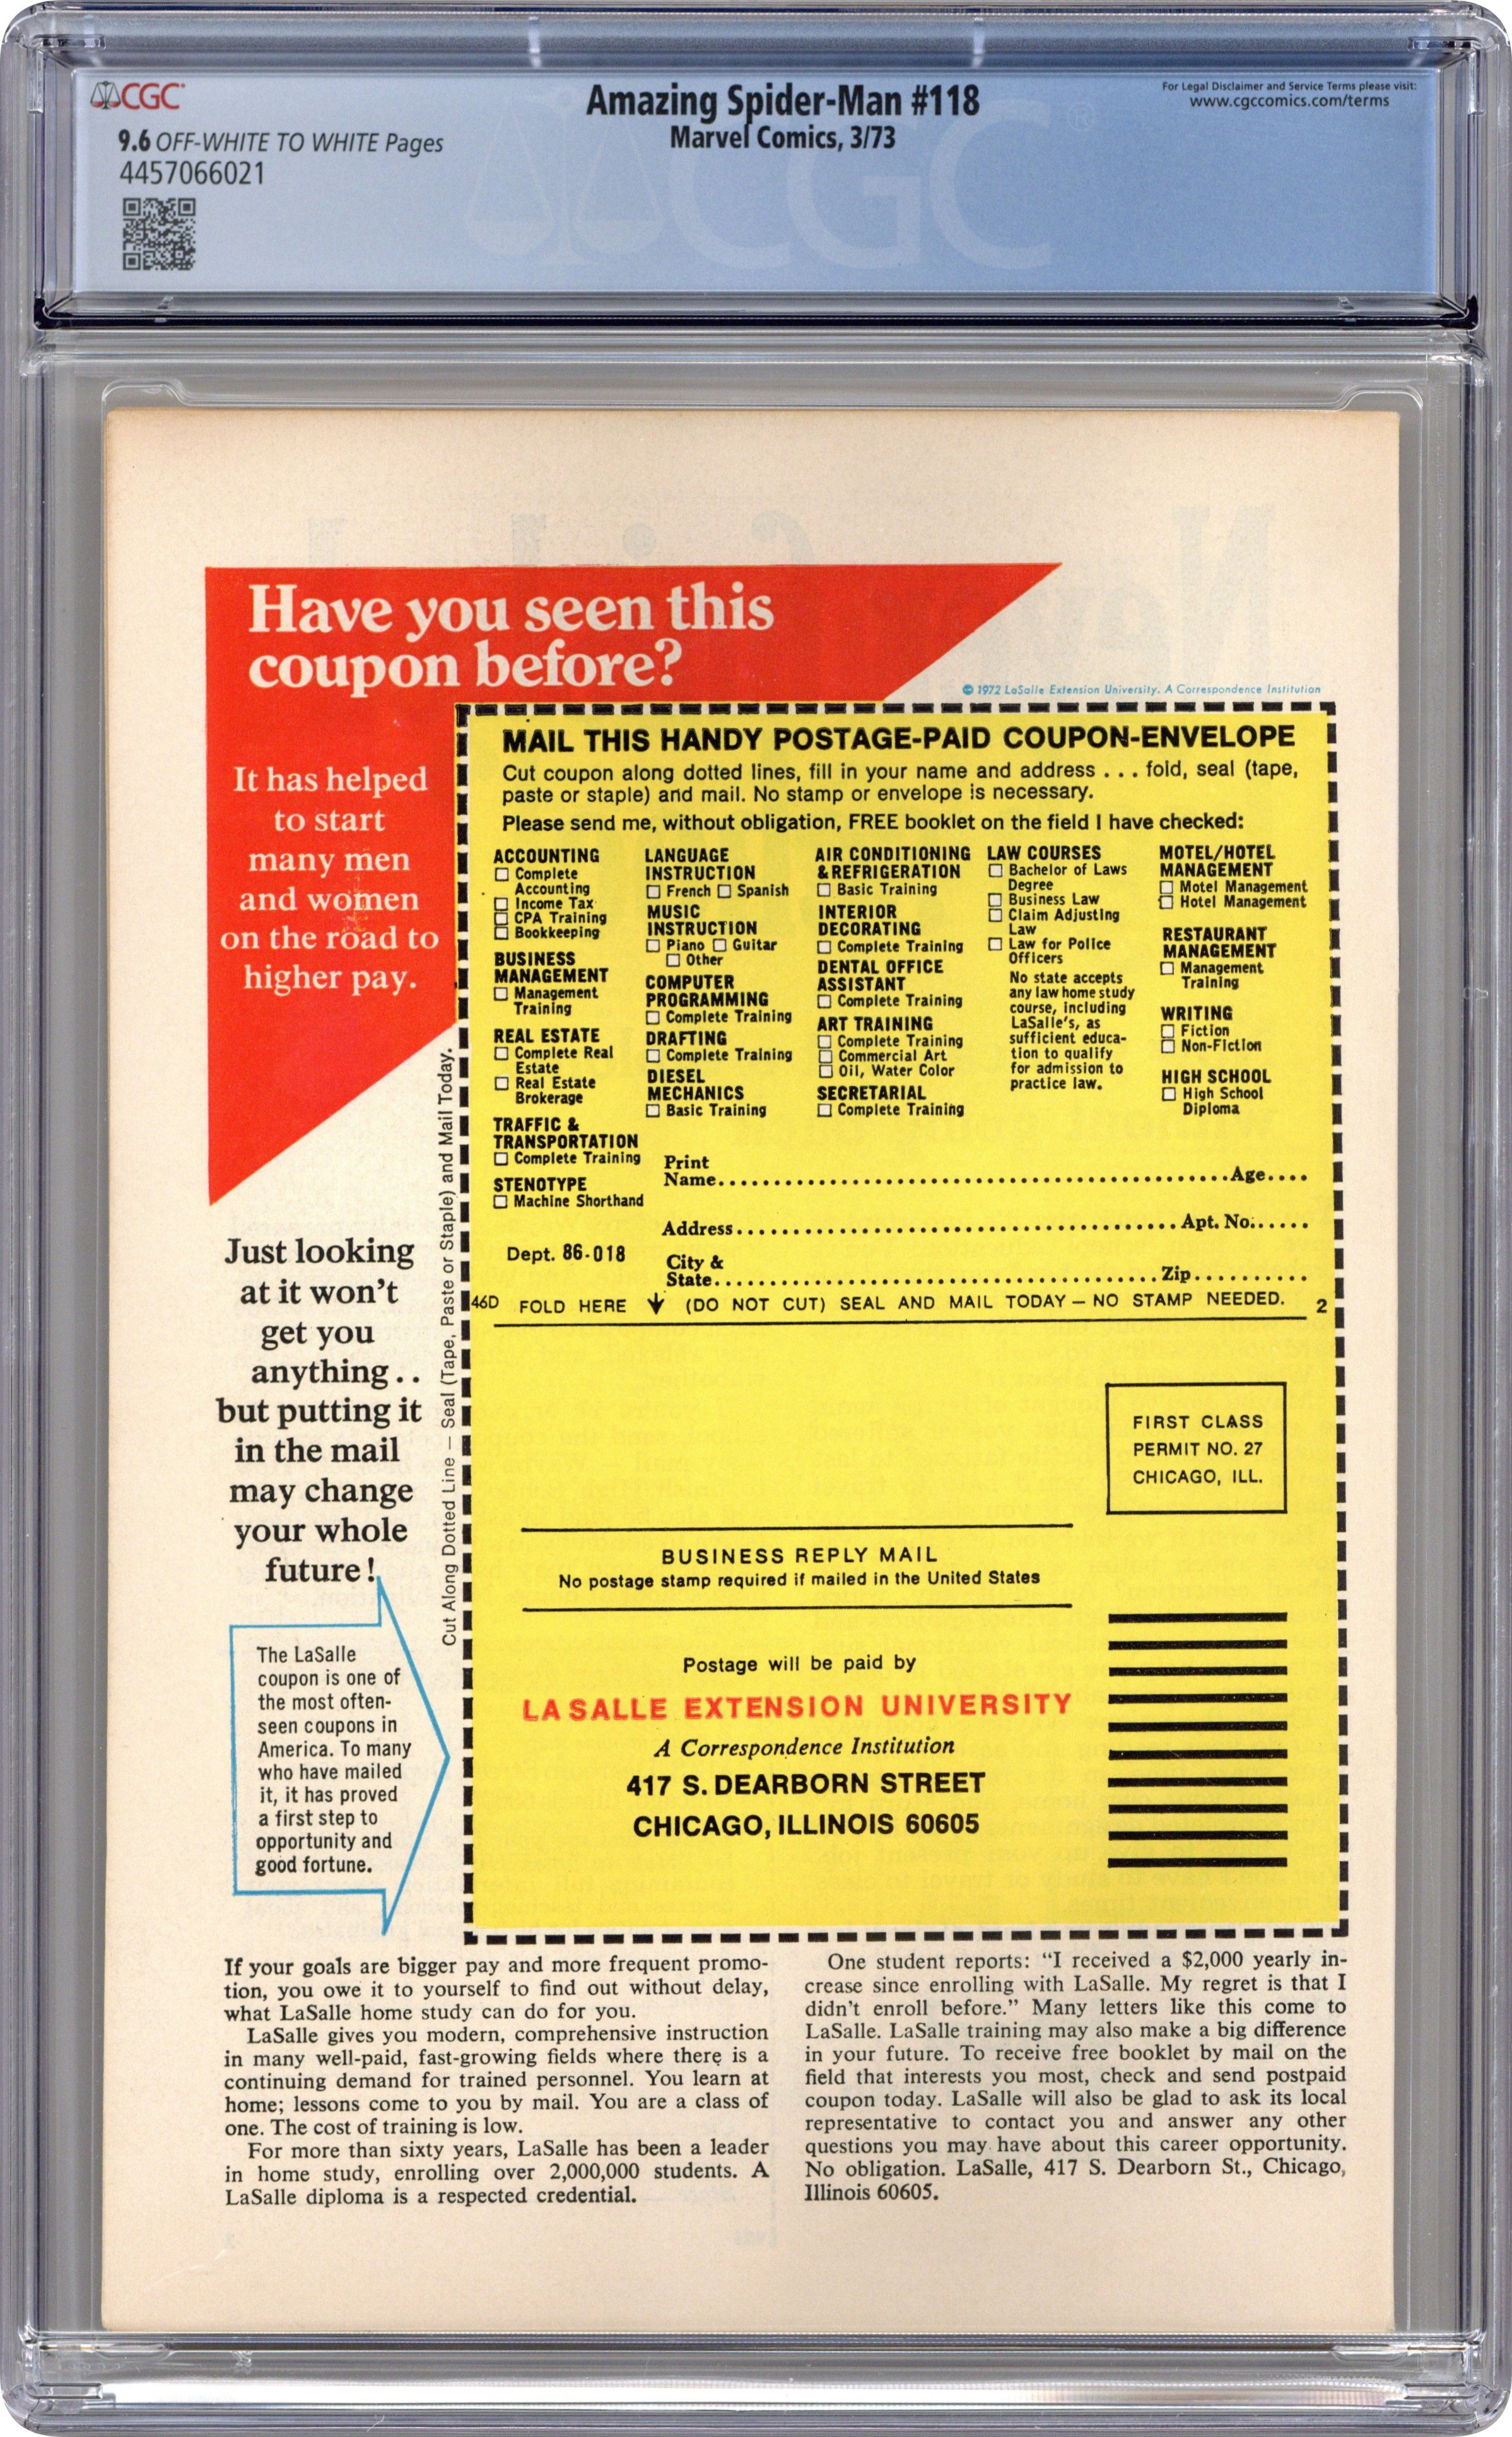 CGC
9.6 OFF-WHITE TO WHITE Pages
4457066021
Amazing Spider-Man #118
Marvel Comics, 3/73
For Legal Disclaimer and Service Terms please visit:
www.cgccomics.com/terms
CGC
Have you seen this
coupon before?
It has helped
to start
many men
and women
on the road to
higher pay.
Just looking
at it won't
get you
anything..
but putting it
in the mail
may change
your whole
future!
The LaSalle
coupon is one of
the most often-
seen coupons in
America. To many
who have mailed
it, it has proved
a first step to
opportunity and
good fortune.
Cut Along Dotted Line — Seal (Tape, Paste or Staple) and Mail Today.
© 1972 LaSalle Extension University. A Correspondence Institution
MAIL THIS HANDY POSTAGE-PAID COUPON-ENVELOPE
Cut coupon along dotted lines, fill in your name and address . . . fold, seal (tape,
paste or staple) and mail. No stamp or envelope is necessary.
Please send me, without obligation, FREE booklet on the field I have checked:
ACCOUNTING
Complete
Accounting
Income Tax
CPA Training
Bookkeeping
BUSINESS
MANAGEMENT
Management
Training
REAL ESTATE
Complete Real
Estate
Real Estate
Brokerage
TRAFFIC &
TRANSPORTATION
Complete Training
STENOTYPE
Machine Shorthand
LANGUAGE
INSTRUCTION
French Spanish
MUSIC
INSTRUCTION
Piano Guitar
Other
COMPUTER
PROGRAMMING
Complete Training
DRAFTING
Complete Training
DIESEL
MECHANICS
Basic Training
AIR CONDITIONING
& REFRIGERATION
Basic Training
INTERIOR
DECORATING
Complete Training
DENTAL OFFICE
ASSISTANT
Complete Training
ART TRAINING
Complete Training
Commercial Art
Oil, Water Color
SECRETARIAL
Complete Training
LAW COURSES
Bachelor of Laws
Degree
Business Law
Claim Adjusting
Law
Law for Police
Officers
No state accepts
any law home study
course, including
LaSalle's, as
sufficient educa-
tion to qualify
for admission to
practice law.
MOTEL/HOTEL
MANAGEMENT
Motel Management
Hotel Management
RESTAURANT
MANAGEMENT
Management
Training
WRITING
Fiction
Non-Fiction
HIGH SCHOOL
High School
Diploma
Print
Name.......... Age....
Address.......... Apt. No......
Dept. 86-018
City &
State.......... Zip..........
46D FOLD HERE ↓ (DO NOT CUT) SEAL AND MAIL TODAY — NO STAMP NEEDED. 2
FIRST CLASS
PERMIT NO. 27
CHICAGO, ILL.
BUSINESS REPLY MAIL
No postage stamp required if mailed in the United States
Postage will be paid by
LA SALLE EXTENSION UNIVERSITY
A Correspondence Institution
417 S. DEARBORN STREET
CHICAGO, ILLINOIS 60605
If your goals are bigger pay and more frequent promo-
tion, you owe it to yourself to find out without delay,
what LaSalle home study can do for you.
LaSalle gives you modern, comprehensive instruction
in many well-paid, fast-growing fields where there is a
continuing demand for trained personnel. You learn at
home; lessons come to you by mail. You are a class of
one. The cost of training is low.
For more than sixty years, LaSalle has been a leader
in home study, enrolling over 2,000,000 students. A
LaSalle diploma is a respected credential.
One student reports: "I received a $2,000 yearly in-
crease since enrolling with LaSalle. My regret is that I
didn't enroll before." Many letters like this come to
LaSalle. LaSalle training may also make a big difference
in your future. To receive free booklet by mail on the
field that interests you most, check and send postpaid
coupon today. LaSalle will also be glad to ask its local
representative to contact you and answer any other
questions you may have about this career opportunity.
No obligation. LaSalle, 417 S. Dearborn St., Chicago,
Illinois 60605.